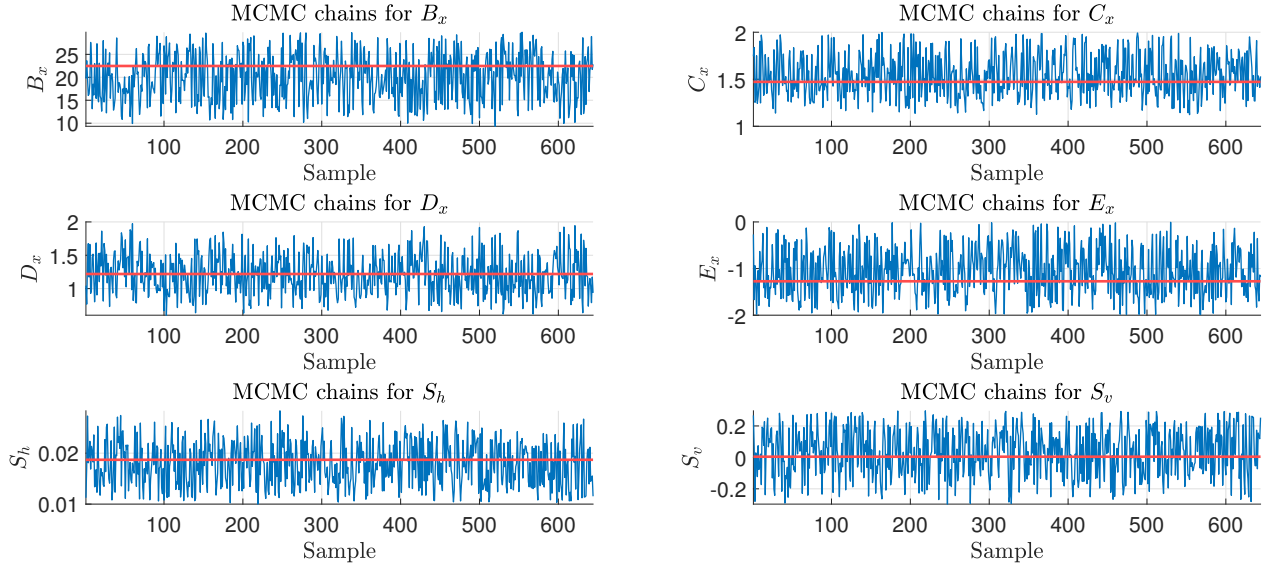 MCMC chains for B_x
25
20
15
10
B_x
100 200 300 400 500 600
Sample
MCMC chains for C_x
2
1.5
1
C_x
100 200 300 400 500 600
Sample
MCMC chains for D_x
2
1.5
1
D_x
100 200 300 400 500 600
Sample
MCMC chains for E_x
0
-1
-2
E_x
100 200 300 400 500 600
Sample
MCMC chains for S_h
0.02
0.01
S_h
100 200 300 400 500 600
Sample
MCMC chains for S_v
0.2
0
-0.2
S_v
100 200 300 400 500 600
Sample